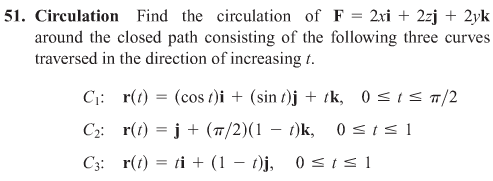 51. Circulation Find the circulation of F = 2xi + 2zj + 2yk
around the closed path consisting of the following three curves
traversed in the direction of increasing t.
C₁: r(t) = (cos t)i + (sin t)j + tk, 0 ≤ t ≤ π/2
C₂: r(t) = j + (π/2)(1 − t)k, 0 ≤ t ≤ 1
C₃: r(t) = ti + (1 − t)j, 0 ≤ t ≤ 1